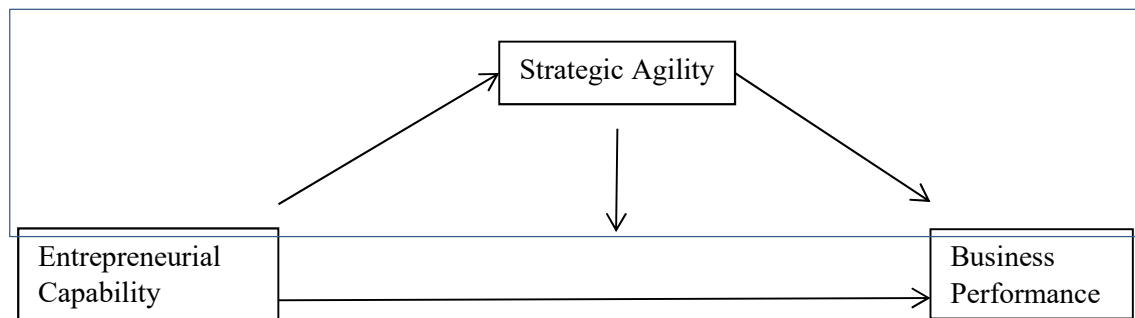 Strategic Agility
Entrepreneurial
Capability
Business
Performance